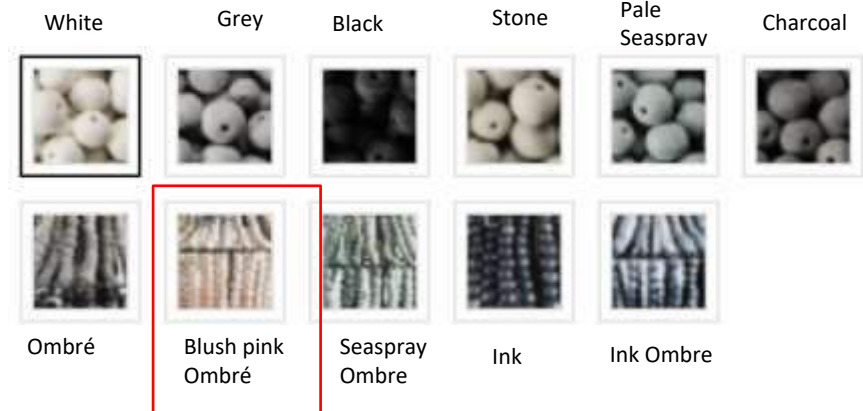 White
Grey
Black
Stone
Pale
Seaspray
Charcoal
Ombré
Blush pink
Ombré
Seaspray
Ombre
Ink
Ink Ombre